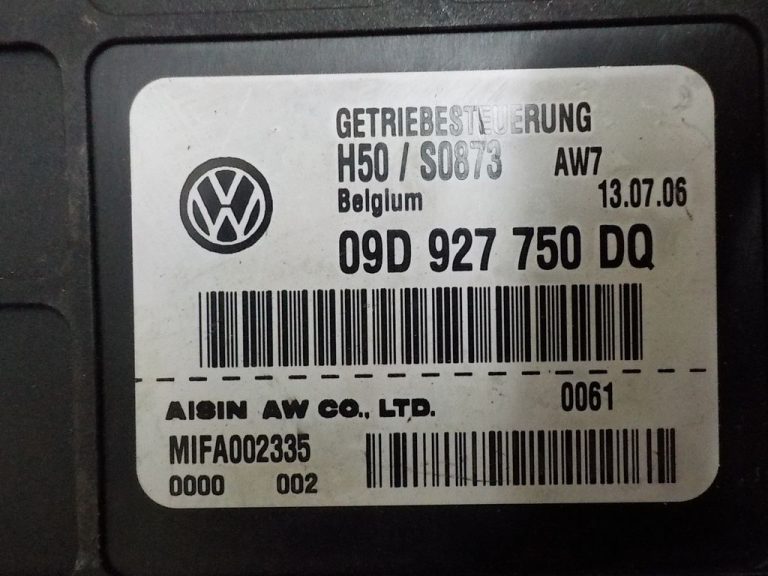 GETRIEBESTEUERUNG
H50 / S0873 AW7
Belgium 13.07.06
09D 927 750 DQ
AISIN AW CO., LTD. 0061
MIFA002335
0000 002